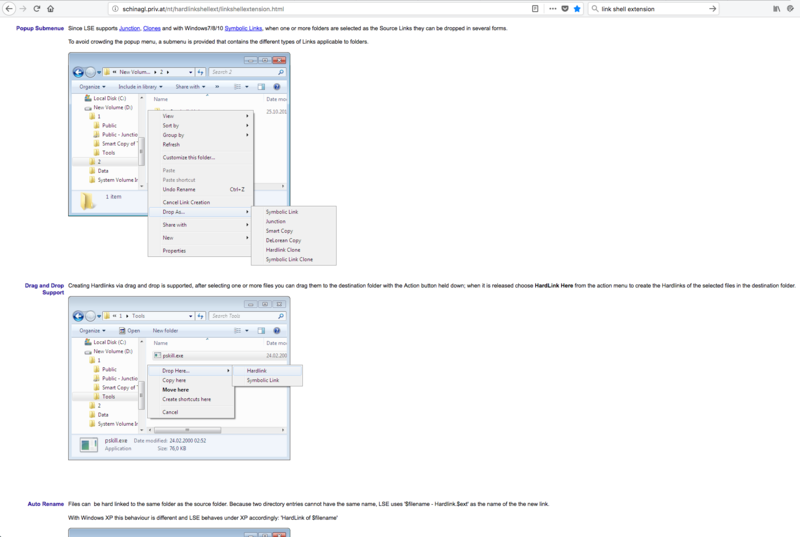 schinagl.priv.at/nt/hardlinkshellext/linkshellextension.html
link shell extension
Popup Submenue
Since LSE supports Junction, Clones and with Windows7/8/10 Symbolic Links, when one or more folders are selected as the Source Links they can be dropped in several forms.
To avoid crowding the popup menu, a submenu is provided that contains the different types of Links applicable to folders.
« New Volum... ▸ 2 ▸
Search 2
Organize
Include in library
Share with
»
Local Disk (C:)
New Volume (D:)
1
Public
Public - Junctio
Smart Copy of
Tools
2
Data
System Volume In
Name
Date mo
25.10.20
1 item
View
Sort by
Group by
Refresh
Customize this folder...
Paste
Paste shortcut
Undo Rename Ctrl+Z
Cancel Link Creation
Drop As...
Share with
New
Properties
Symbolic Link
Junction
Smart Copy
DeLorean Copy
Hardlink Clone
Symbolic Link Clone
Drag and Drop
Support
Creating Hardlinks via drag and drop is supported, after selecting one or more files you can drag them to the destination folder with the Action button held down; when it is released choose HardLink Here from the action menu to create the Hardlinks of the selected files in the destination folder.
« 1 ▸ Tools
Search Tools
Organize
Open
New folder
Local Disk (C:)
New Volume (D:)
1
Public
Public - Junctio
Smart Copy of
Tools
2
Data
System Volume In
Name
Date mo
pskill.exe
24.02.200
Drop Here...
Copy here
Move here
Create shortcuts here
Cancel
Hardlink
Symbolic Link
pskill.exe Date modified: 24.02.2000 02:52
Application Size: 76,0 KB
Auto Rename
Files can be hard linked to the same folder as the source folder. Because two directory entries cannot have the same name, LSE uses '$filename - Hardlink.$ext' as the name of the the new link.
With Windows XP this behaviour is different and LSE behaves under XP accordingly: 'HardLink of $filename'